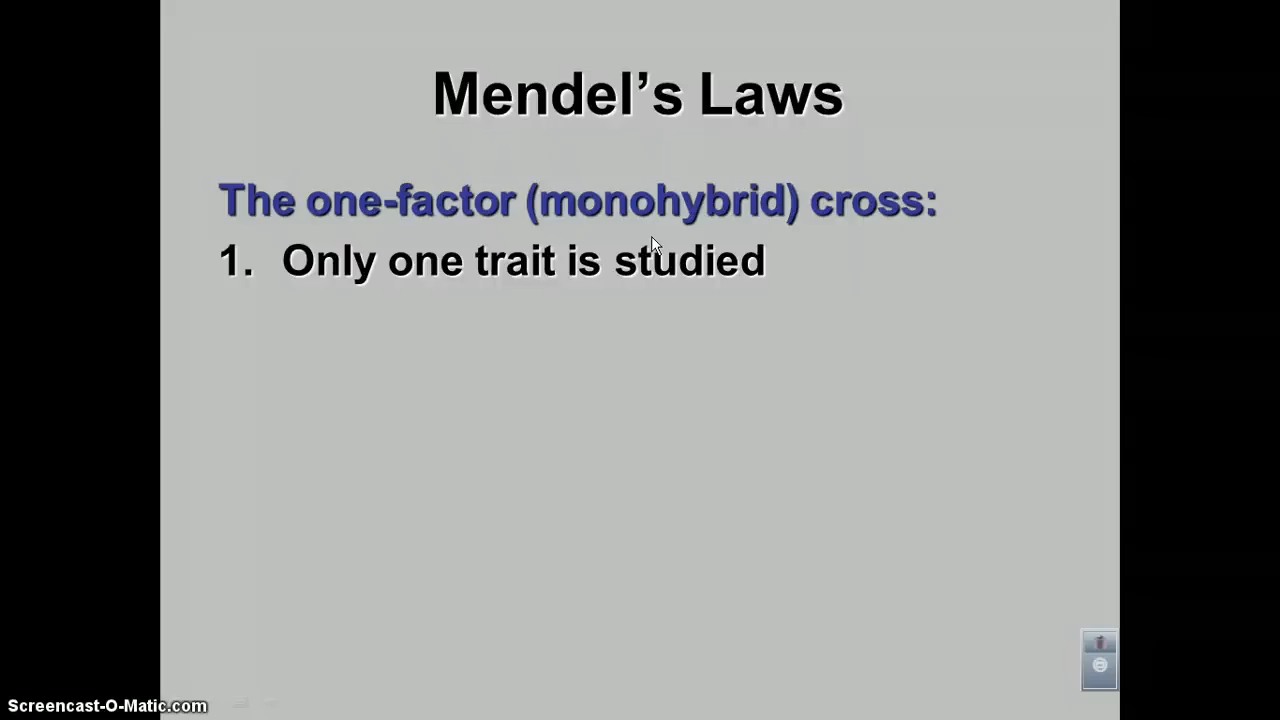 Mendel’s Laws
The one-factor (monohybrid) cross:
1. Only one trait is studied
Screencast-O-Matic.com